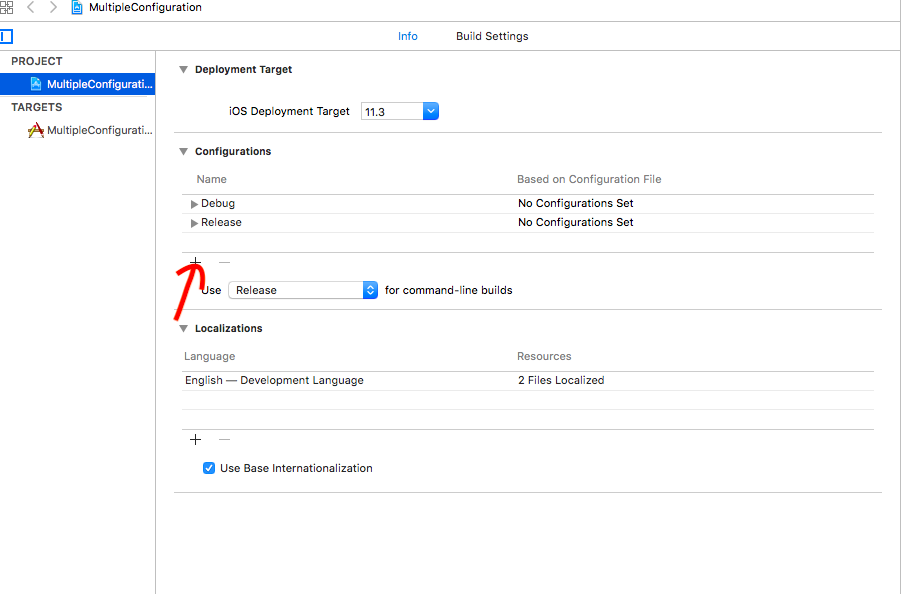 MultipleConfiguration
Info Build Settings
PROJECT
MultipleConfigurati...
TARGETS
MultipleConfigurati...
Deployment Target
iOS Deployment Target 11.3
Configurations
Name Based on Configuration File
Debug No Configurations Set
Release No Configurations Set
Use Release for command-line builds
Localizations
Language Resources
English — Development Language 2 Files Localized
Use Base Internationalization